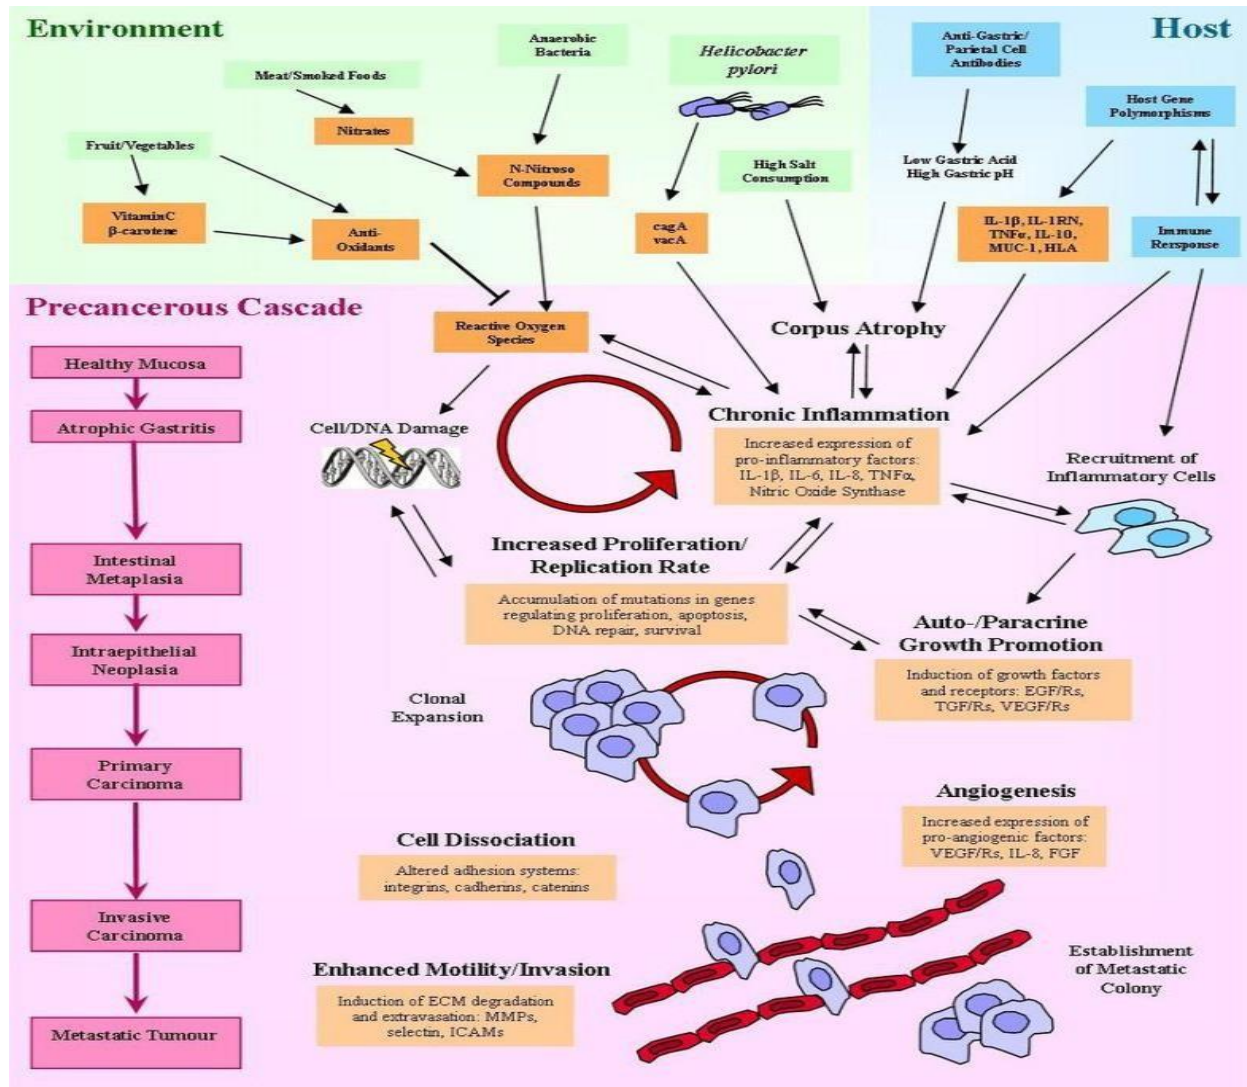 Environment
Host
Anaerobic
Bacteria
Helicobacter
pylori
Anti-Gastric/
Parietal Cell
Antibodies
Meat/Smoked Foods
Host Gene
Polymorphisms
Nitrates
Fruit/Vegetables
N-Nitroso
Compounds
High Salt
Consumption
Low Gastric Acid
High Gastric pH
VitaminC
β-carotene
Anti-
Oxidants
cagA
vacA
IL-1β, IL-1RN,
TNFα, IL-10,
MUC-1, HLA
Immune
Rersponse
Precancerous Cascade
Reactive Oxygen
Species
Corpus Atrophy
Healthy Mucosa
Atrophic Gastritis
Intestinal
Metaplasia
Intraepithelial
Neoplasia
Primary
Carcinoma
Invasive
Carcinoma
Metastatic Tumour
Cell/DNA Damage
Chronic Inflammation
Increased expression of
pro-inflammatory factors:
IL-1β, IL-6, IL-8, TNFα,
Nitric Oxide Synthase
Recruitment of
Inflammatory Cells
Increased Proliferation/
Replication Rate
Accumulation of mutations in genes
regulating proliferation, apoptosis,
DNA repair, survival
Auto-/Paracrine
Growth Promotion
Induction of growth factors
and receptors: EGF/Rs,
TGF/Rs, VEGF/Rs
Clonal
Expansion
Angiogenesis
Increased expression of
pro-angiogenic factors:
VEGF/Rs, IL-8, FGF
Cell Dissociation
Altered adhesion systems:
integrins, cadherins, catenins
Enhanced Motility/Invasion
Induction of ECM degradation
and extravasation: MMPs,
selectin, ICAMs
Establishment
of Metastatic
Colony